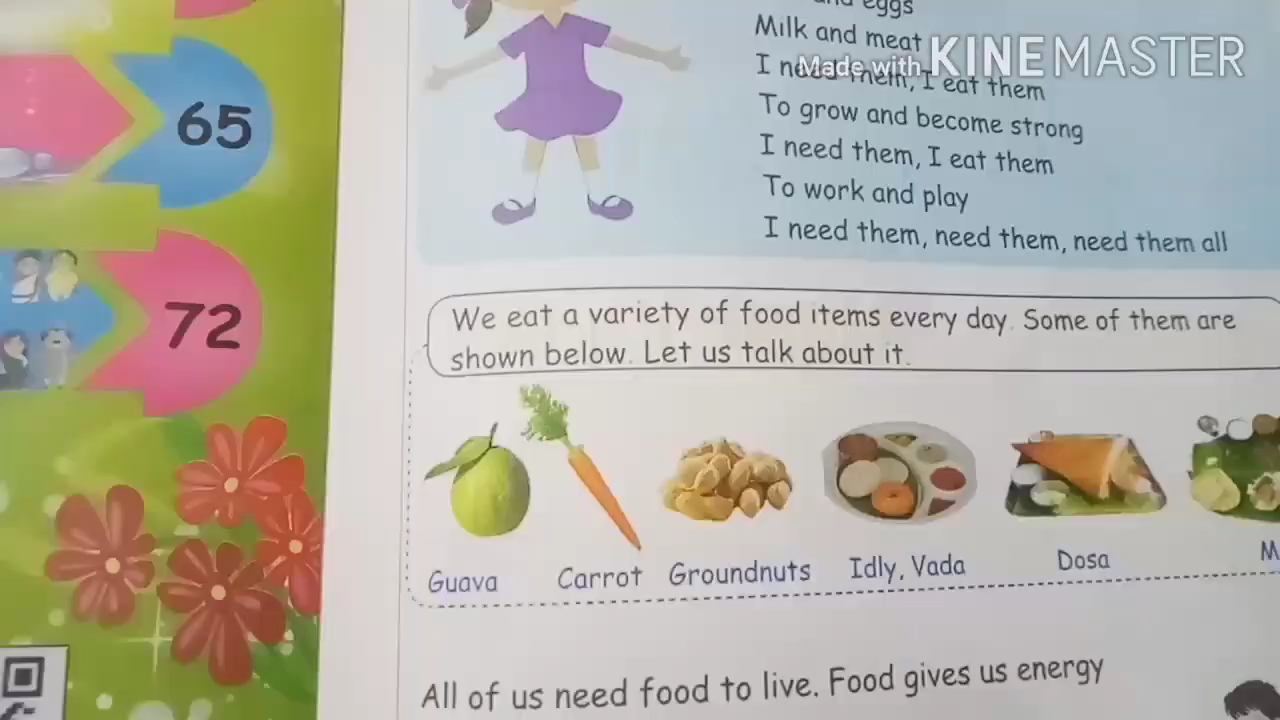 65
72
and eggs
Milk and meat
Made with KINEMASTER
I need them, I eat them
To grow and become strong
I need them, I eat them
To work and play
I need them, need them, need them all
We eat a variety of food items every day. Some of them are
shown below. Let us talk about it.
Guava Carrot Groundnuts Idly, Vada Dosa
All of us need food to live. Food gives us energy